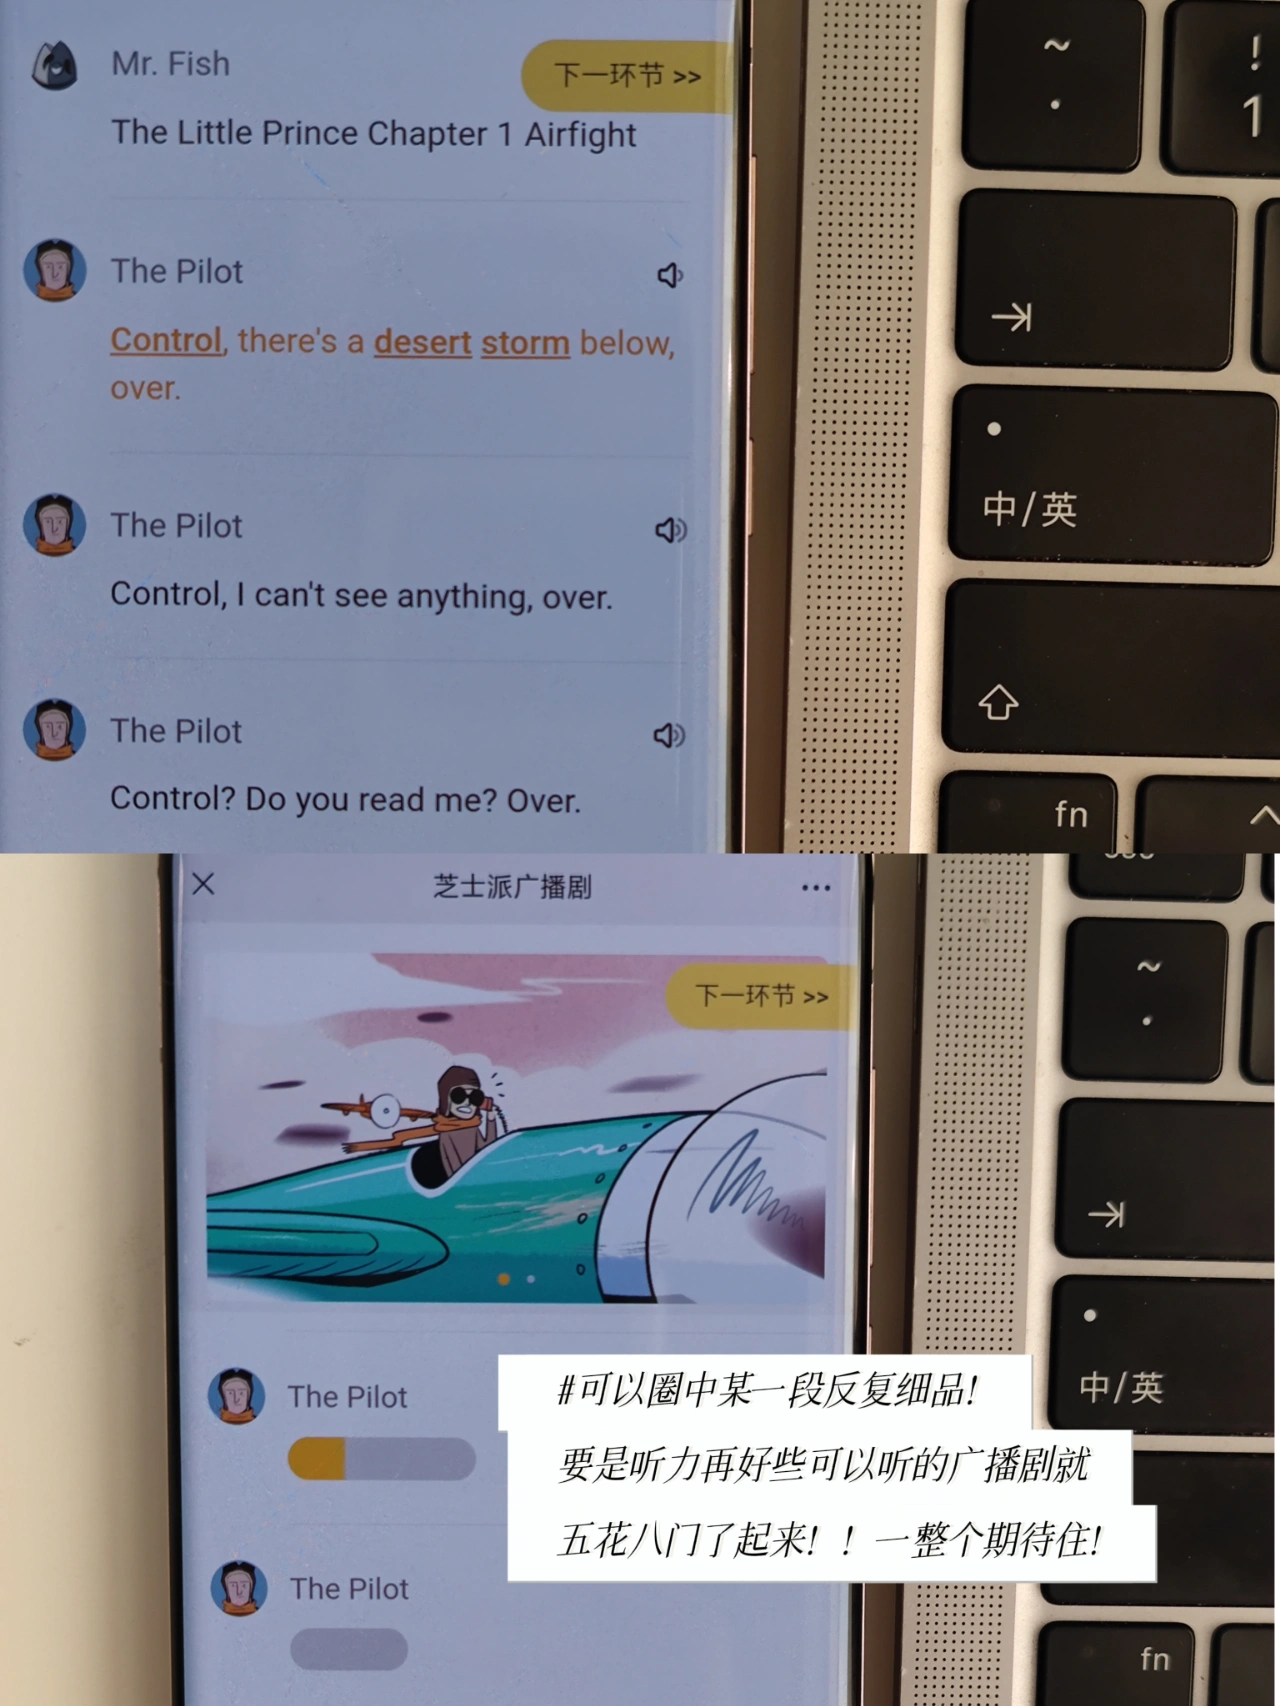 Mr. Fish
下一环节 >>
The Little Prince Chapter 1 Airfight
The Pilot
Control, there's a desert storm below,
over.
The Pilot
Control, I can't see anything, over.
The Pilot
Control? Do you read me? Over.
~
·
!
1
中/英
fn
芝士派广播剧
下一环节 >>
The Pilot
The Pilot
#可以圈中某一段反复细品!
要是听力再好些可以听的广播剧就
五花八门了起来! ! 一整个期待住!
~
·
中/英
fn